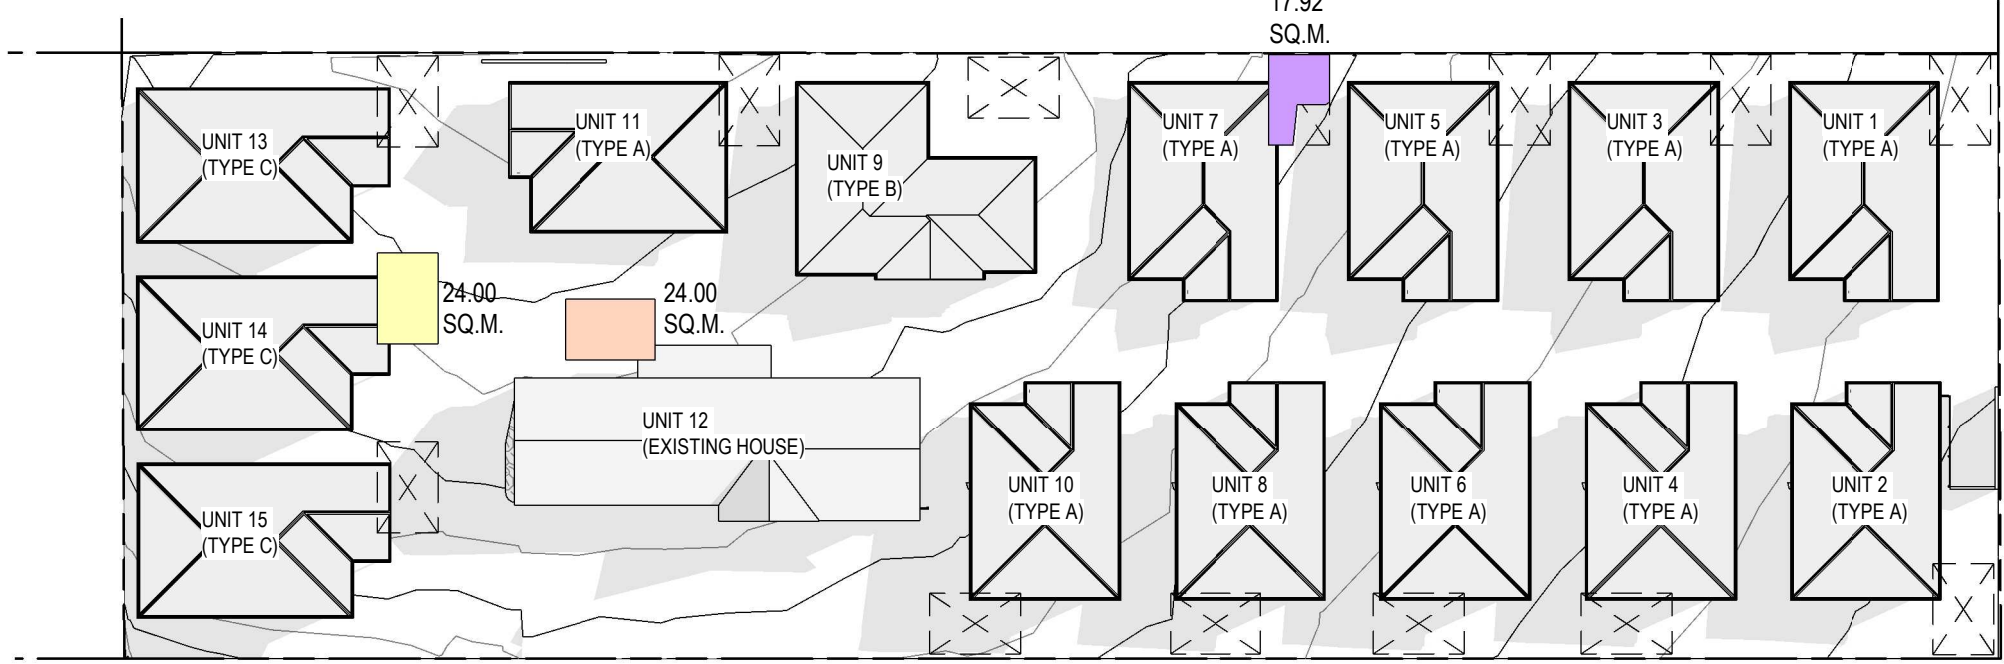 17.92
SQ.M.
UNIT 13
(TYPE C)
UNIT 11
(TYPE A)
UNIT 9
(TYPE B)
UNIT 7
(TYPE A)
UNIT 5
(TYPE A)
UNIT 3
(TYPE A)
UNIT 1
(TYPE A)
24.00
SQ.M.
24.00
SQ.M.
UNIT 14
(TYPE C)
UNIT 12
(EXISTING HOUSE)
UNIT 15
(TYPE C)
UNIT 10
(TYPE A)
UNIT 8
(TYPE A)
UNIT 6
(TYPE A)
UNIT 4
(TYPE A)
UNIT 2
(TYPE A)